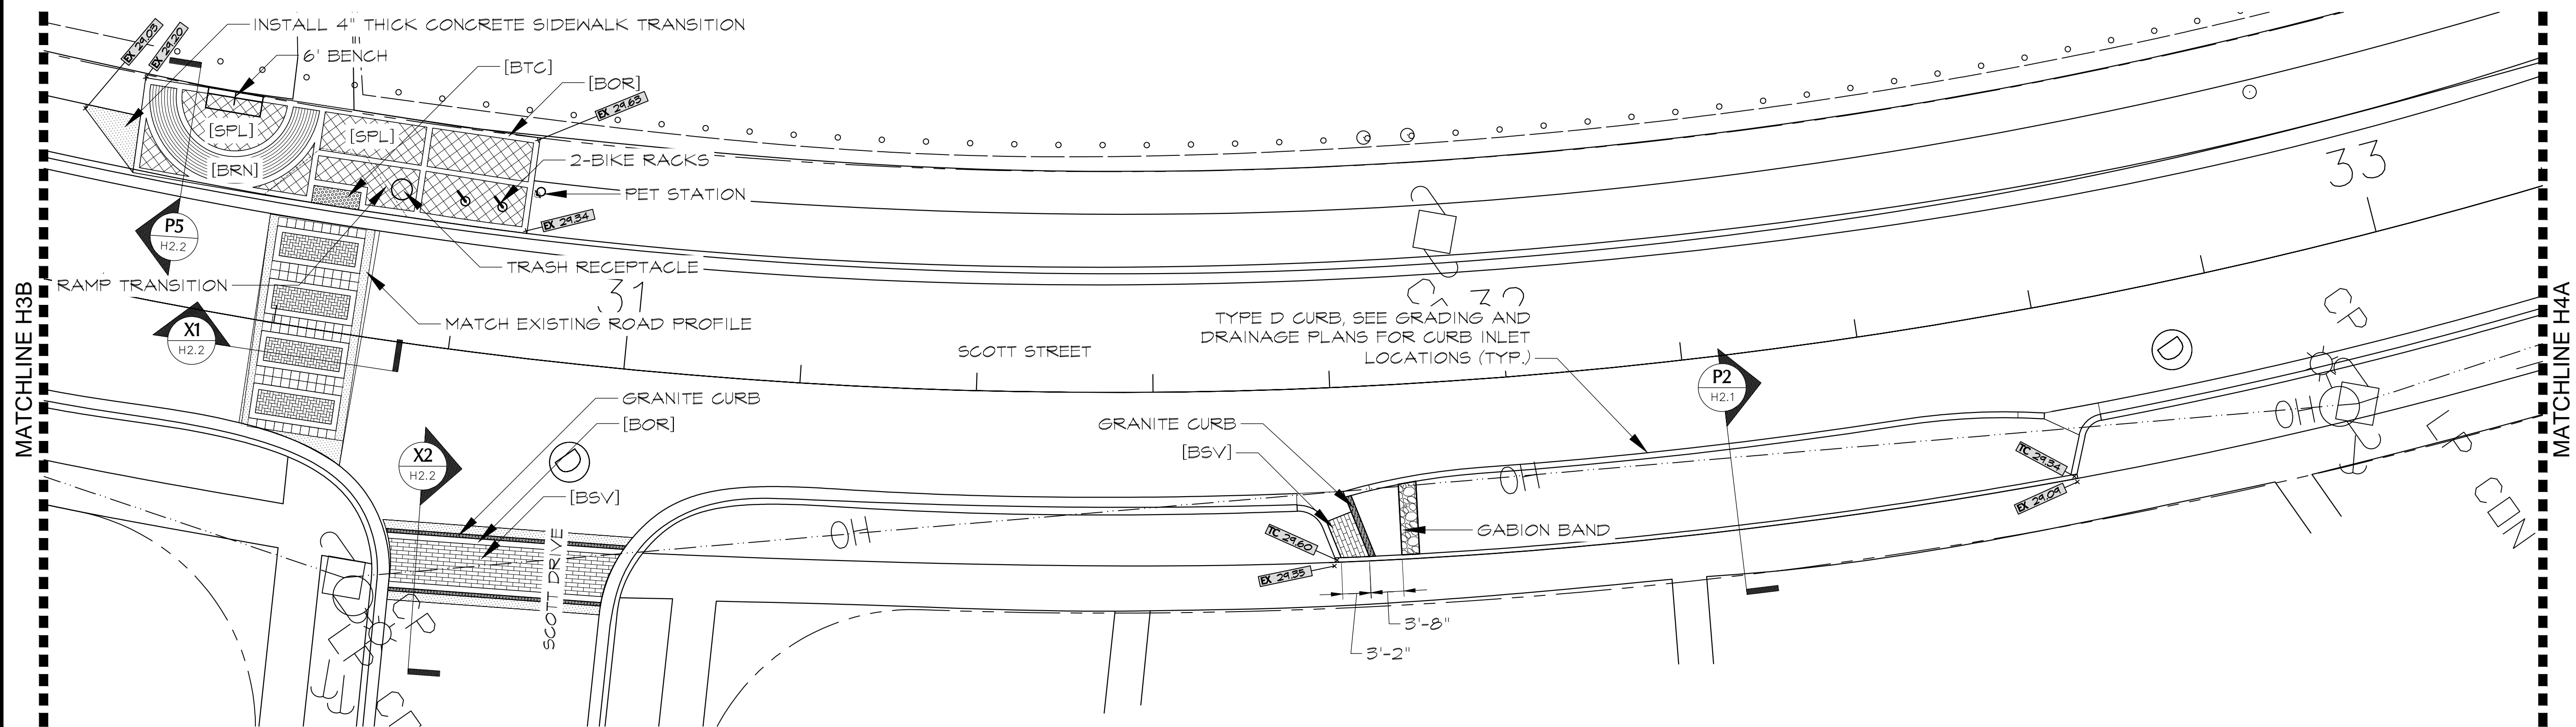 INSTALL 4" THICK CONCRETE SIDEWALK TRANSITION
EX 29.03
EX 29.20
6' BENCH
[BTC]
[BOR]
EX 29.63
[SPL]
[SPL]
[BRN]
2-BIKE RACKS
PET STATION
EX 29.34
TRASH RECEPTACLE
P5
H2.2
RAMP TRANSITION
31
33
MATCH EXISTING ROAD PROFILE
X1
H2.2
MATCHLINE H3B
MATCHLINE H4A
SCOTT STREET
TYPE D CURB, SEE GRADING AND
DRAINAGE PLANS FOR CURB INLET
LOCATIONS (TYP.)
P2
H2.1
D
CP
OH
LP
CON
GRANITE CURB
[BOR]
X2
H2.2
D
[BSV]
SCOTT DRIVE
GRANITE CURB
[BSV]
OH
OH
TC 29.60
EX 29.35
GABION BAND
TC 29.34
EX 29.09
3'-8"
3'-2"
CP
LP